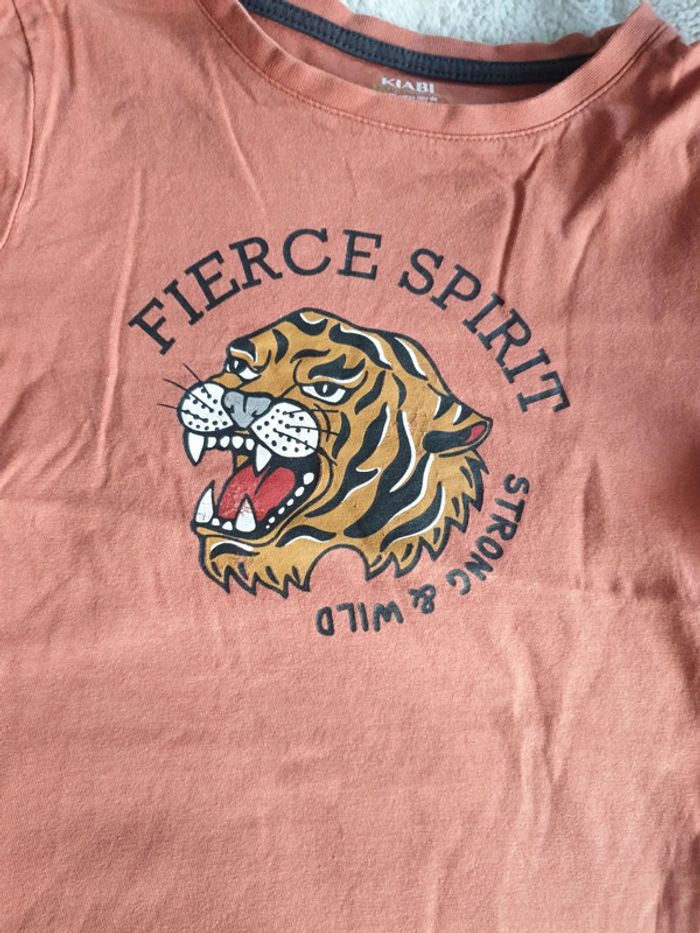 KIABI
FIERCE SPIRIT
STRONG & WILD